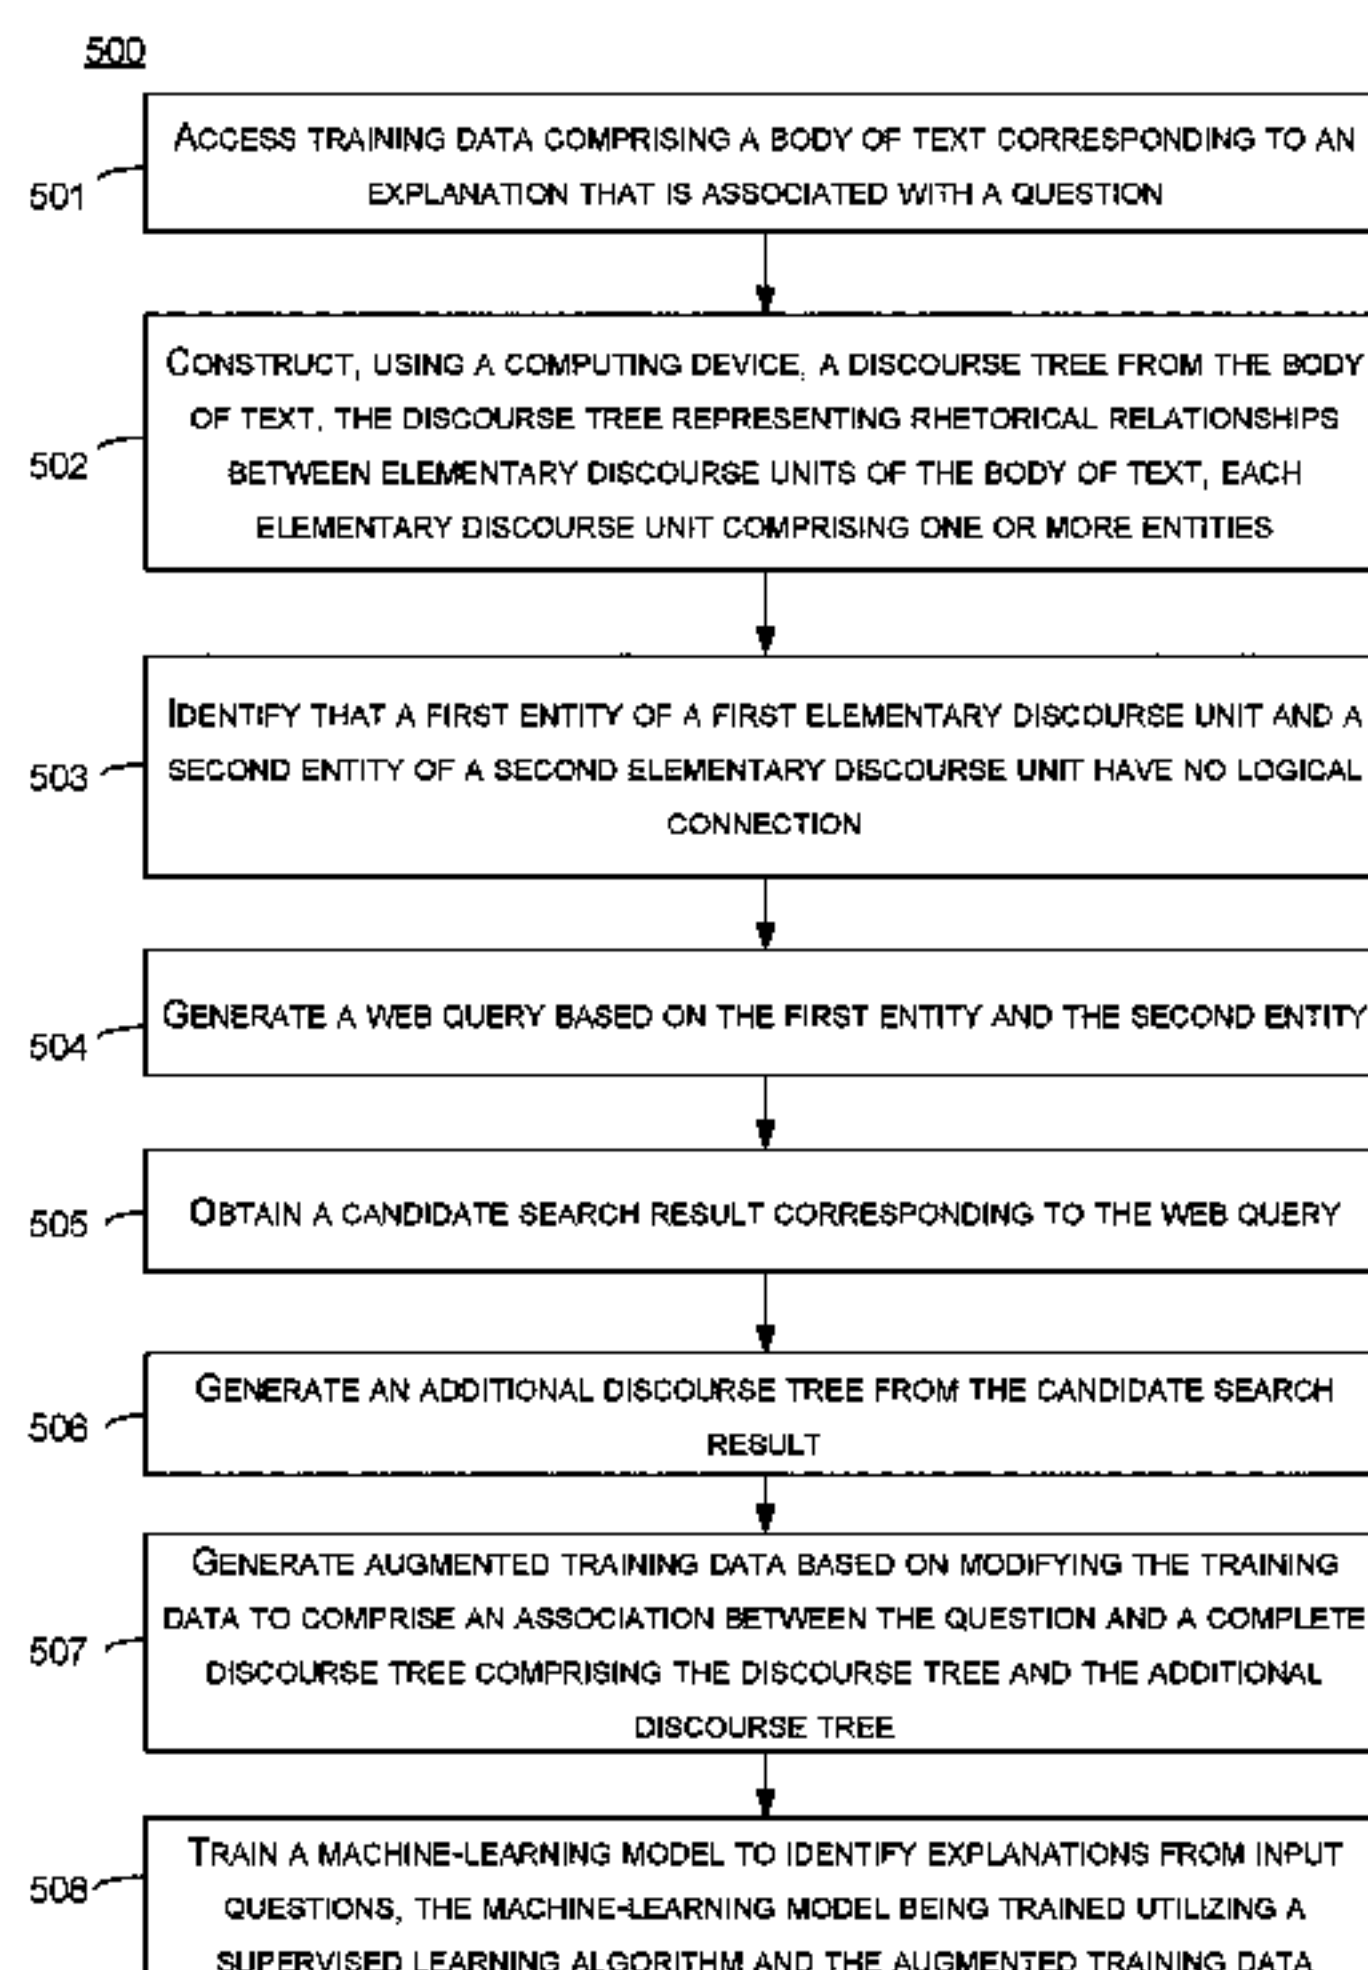 500
ACCESS TRAINING DATA COMPRISING A BODY OF TEXT CORRESPONDING TO AN
EXPLANATION THAT IS ASSOCIATED WITH A QUESTION
501
CONSTRUCT, USING A COMPUTING DEVICE, A DISCOURSE TREE FROM THE BODY
OF TEXT, THE DISCOURSE TREE REPRESENTING RHETORICAL RELATIONSHIPS
BETWEEN ELEMENTARY DISCOURSE UNITS OF THE BODY OF TEXT, EACH
ELEMENTARY DISCOURSE UNIT COMPRISING ONE OR MORE ENTITIES
502
IDENTIFY THAT A FIRST ENTITY OF A FIRST ELEMENTARY DISCOURSE UNIT AND A
SECOND ENTITY OF A SECOND ELEMENTARY DISCOURSE UNIT HAVE NO LOGICAL
CONNECTION
503
GENERATE A WEB QUERY BASED ON THE FIRST ENTITY AND THE SECOND ENTITY
504
OBTAIN A CANDIDATE SEARCH RESULT CORRESPONDING TO THE WEB QUERY
505
GENERATE AN ADDITIONAL DISCOURSE TREE FROM THE CANDIDATE SEARCH
RESULT
506
GENERATE AUGMENTED TRAINING DATA BASED ON MODIFYING THE TRAINING
DATA TO COMPRISE AN ASSOCIATION BETWEEN THE QUESTION AND A COMPLETE
DISCOURSE TREE COMPRISING THE DISCOURSE TREE AND THE ADDITIONAL
DISCOURSE TREE
507
TRAIN A MACHINE-LEARNING MODEL TO IDENTIFY EXPLANATIONS FROM INPUT
QUESTIONS, THE MACHINE-LEARNING MODEL BEING TRAINED UTILIZING A
SUPERVISED LEARNING ALGORITHM AND THE AUGMENTED TRAINING DATA
508